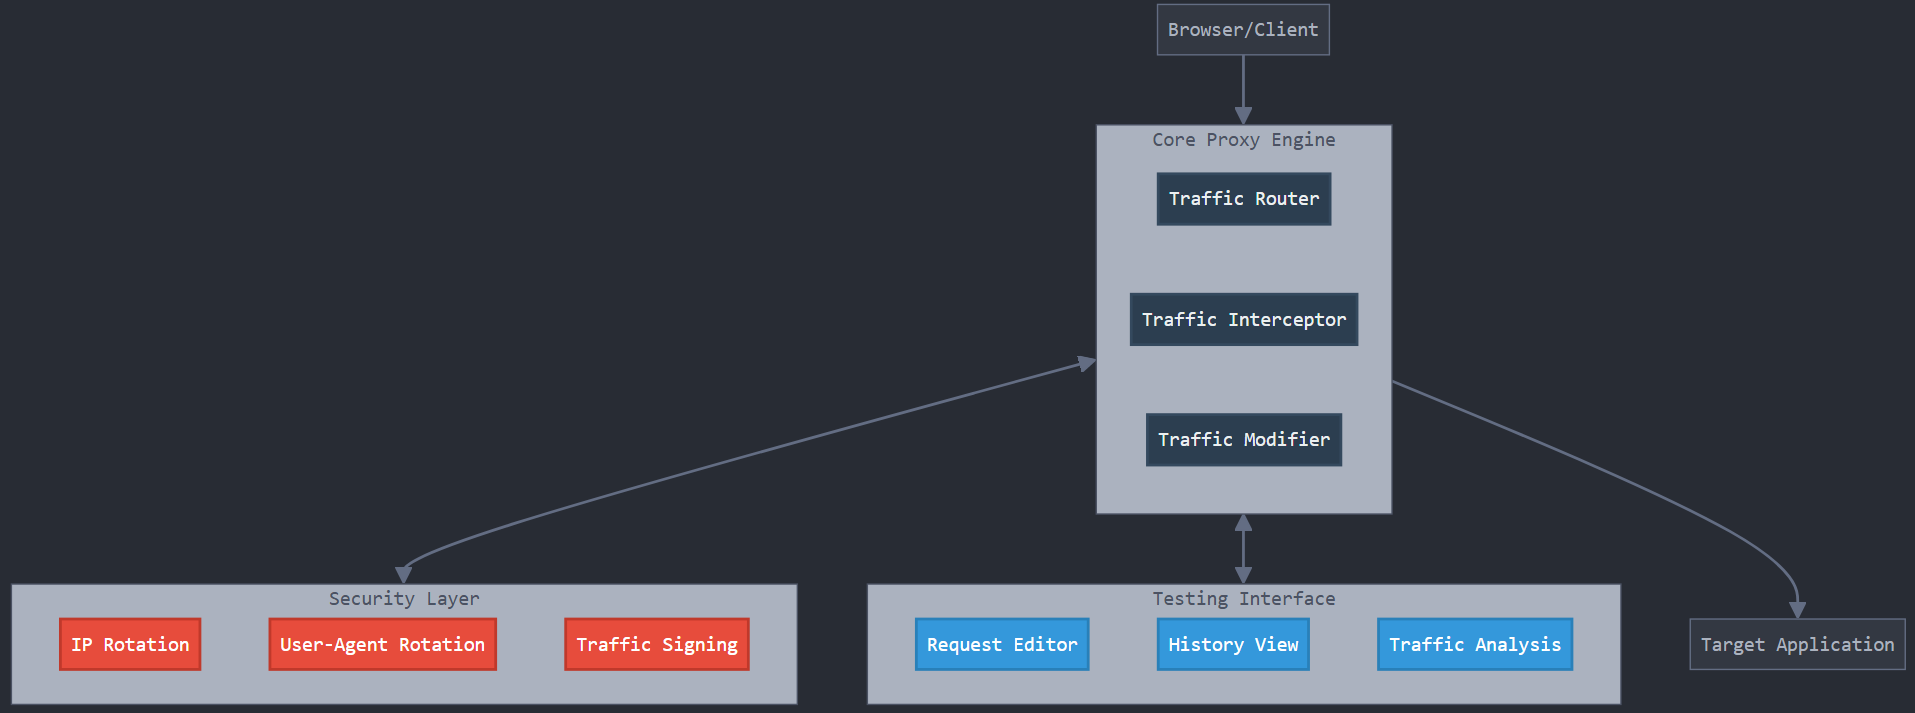 Browser/Client
Core Proxy Engine
Traffic Router
Traffic Interceptor
Traffic Modifier
Security Layer
IP Rotation
User-Agent Rotation
Traffic Signing
Testing Interface
Request Editor
History View
Traffic Analysis
Target Application